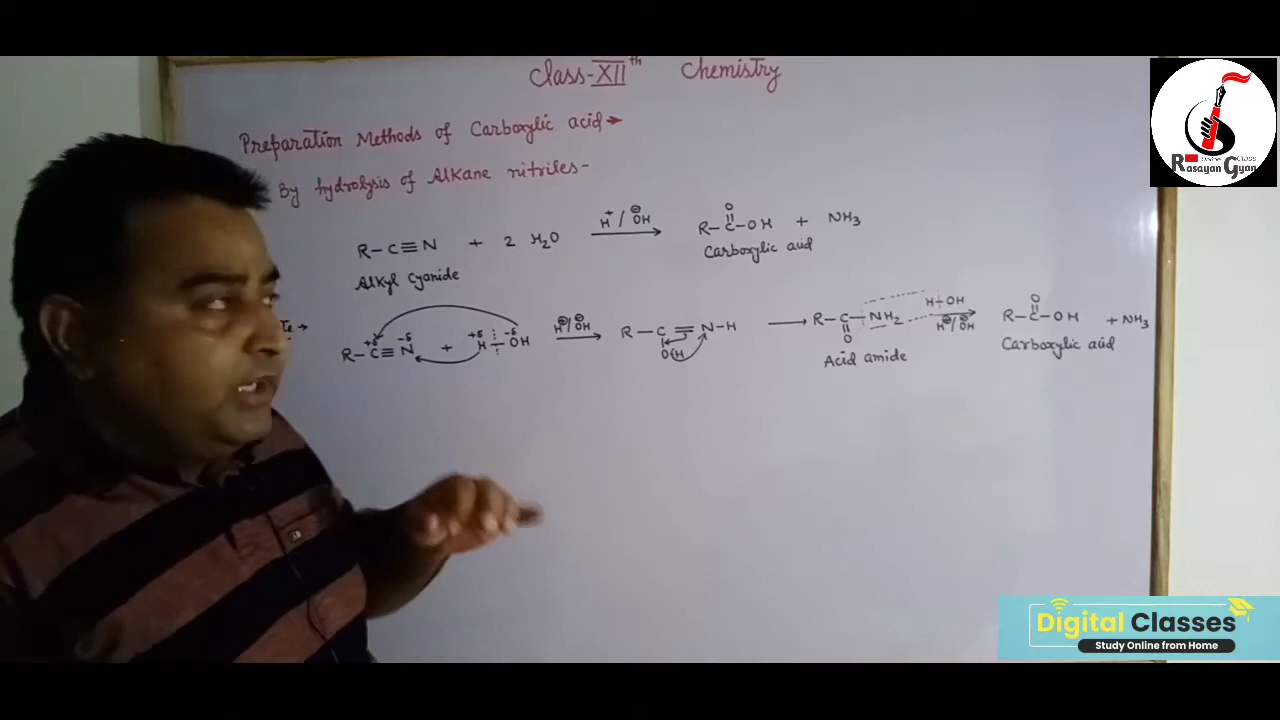 Class-XIIth Chemistry
Preparation Methods of Carboxylic acid→
By hydrolysis of Alkane nitriles-
R-C≡N + 2 H2O H+/⊖OH R-C-OH + NH3
O
Alkyl Cyanide
Carboxylic acid
R-C≡N + H-OH H⊕/⊖OH R-C=N-H → R-C-NH2 H-OH H⊕/⊖OH R-C-OH + NH3
+δ -δ +δ -δ
OH
O
O
Acid amide
Carboxylic acid
Online Class
Rasayan Gyan
Digital Classes
Study Online from Home